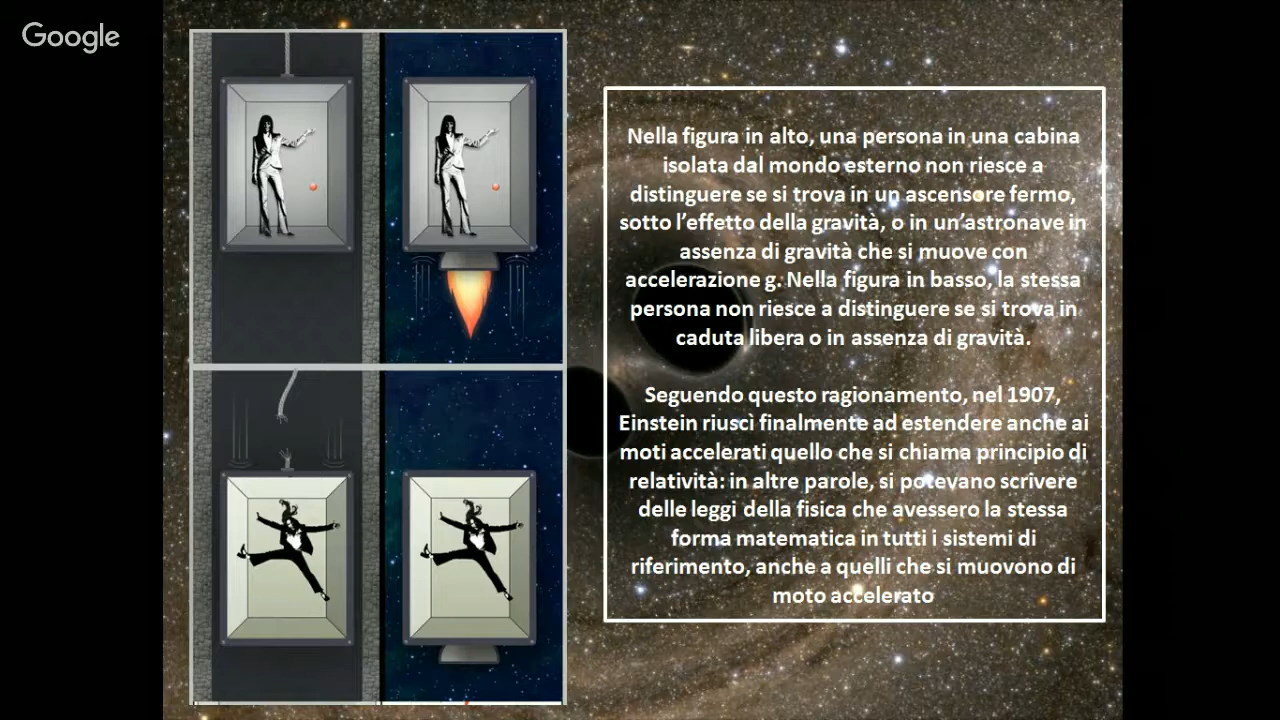 Google
Nella figura in alto, una persona in una cabina
isolata dal mondo esterno non riesce a
distinguere se si trova in un ascensore fermo,
sotto l'effetto della gravità, o in un'astronave in
assenza di gravità che si muove con
accelerazione g. Nella figura in basso, la stessa
persona non riesce a distinguere se si trova in
caduta libera o in assenza di gravità.
Seguendo questo ragionamento, nel 1907,
Einstein riuscì finalmente ad estendere anche ai
moti accelerati quello che si chiama principio di
relatività: in altre parole, si potevano scrivere
delle leggi della fisica che avessero la stessa
forma matematica in tutti i sistemi di
riferimento, anche a quelli che si muovono di
moto accelerato